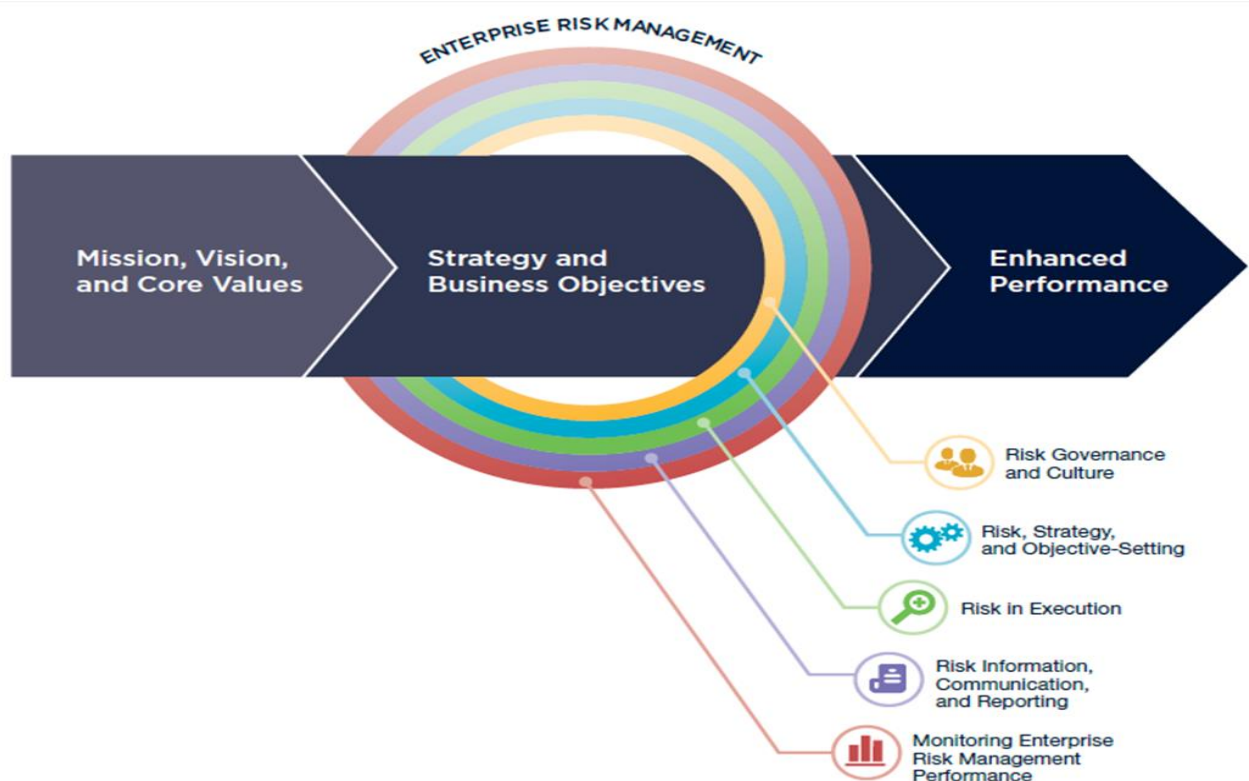 ENTERPRISE RISK MANAGEMENT
Mission, Vision,
and Core Values
Strategy and
Business Objectives
Enhanced
Performance
Risk Governance
and Culture
Risk, Strategy,
and Objective-Setting
Risk in Execution
Risk Information,
Communication,
and Reporting
Monitoring Enterprise
Risk Management
Performance